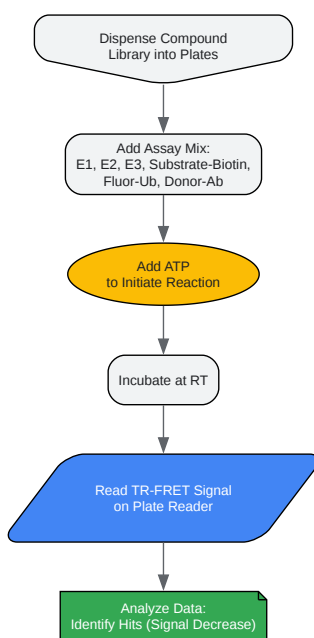 Dispense Compound
Library into Plates
Add Assay Mix:
E1, E2, E3, Substrate-Biotin,
Fluor-Ub, Donor-Ab
Add ATP
to Initiate Reaction
Incubate at RT
Read TR-FRET Signal
on Plate Reader
Analyze Data:
Identify Hits (Signal Decrease)